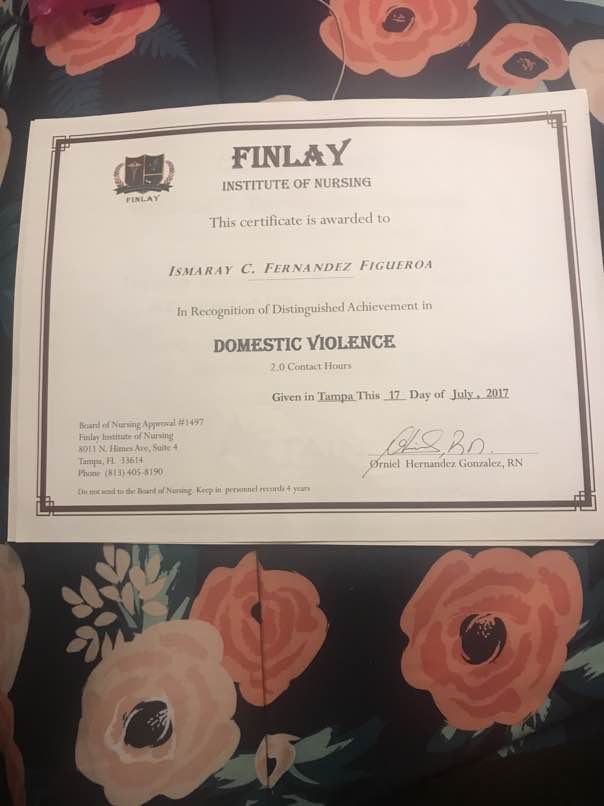 FINLAY
INSTITUTE OF NURSING
FINLAY
This certificate is awarded to
ISMARAY C. FERNANDEZ FIGUEROA
In Recognition of Distinguished Achievement in
DOMESTIC VIOLENCE
2.0 Contact Hours
Given in Tampa This 17 Day of July , 2017
Board of Nursing Approval #1497
Finlay Institute of Nursing
8011 N. Himes Ave, Suite 4
Tampa, FL 33614
Phone (813) 405-8190
Orniel Hernandez Gonzalez, RN
Do not send to the Board of Nursing. Keep in personnel records 4 years